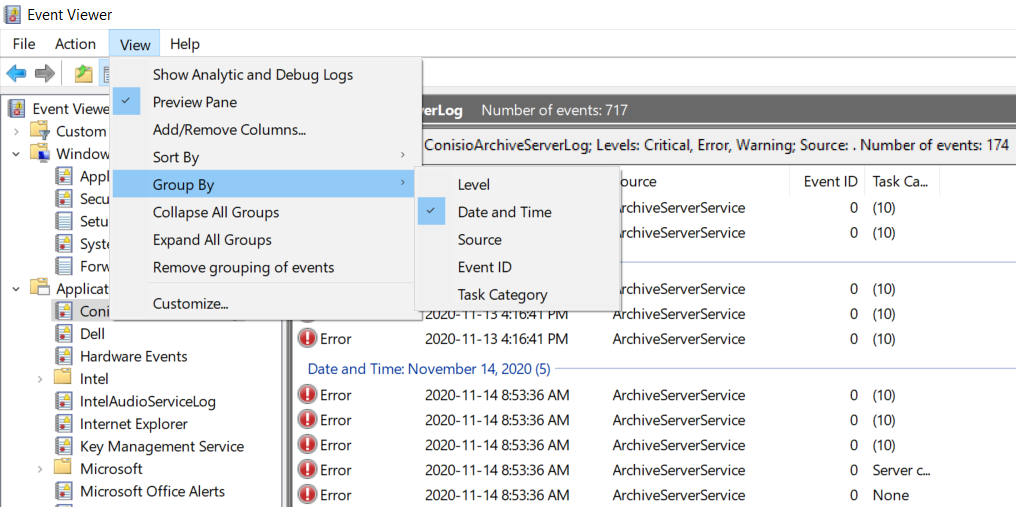 Event Viewer
File Action View Help
Show Analytic and Debug Logs
Preview Pane
Add/Remove Columns...
Sort By
Group By
Collapse All Groups
Expand All Groups
Remove grouping of events
Customize...
Level
Date and Time
Source
Event ID
Task Category
Event Viewe
Custom
Window
Appl
Secu
Setu
Syste
Forw
Applicat
Coni
Dell
Hardware Events
Intel
IntelAudioServiceLog
Internet Explorer
Key Management Service
Microsoft
Microsoft Office Alerts
erLog Number of events: 717
ConisioArchiveServerLog; Levels: Critical, Error, Warning; Source: . Number of events: 174
ource Event ID Task Ca...
ArchiveServerService 0 (10)
ArchiveServerService 0 (10)
ArchiveServerService 0 (10)
2020-11-13 4:16:41 PM ArchiveServerService 0 (10)
Error 2020-11-13 4:16:41 PM ArchiveServerService 0 (10)
Date and Time: November 14, 2020 (5)
Error 2020-11-14 8:53:36 AM ArchiveServerService 0 (10)
Error 2020-11-14 8:53:36 AM ArchiveServerService 0 (10)
Error 2020-11-14 8:53:36 AM ArchiveServerService 0 (10)
Error 2020-11-14 8:53:36 AM ArchiveServerService 0 Server c...
Error 2020-11-14 8:53:36 AM ArchiveServerService 0 None